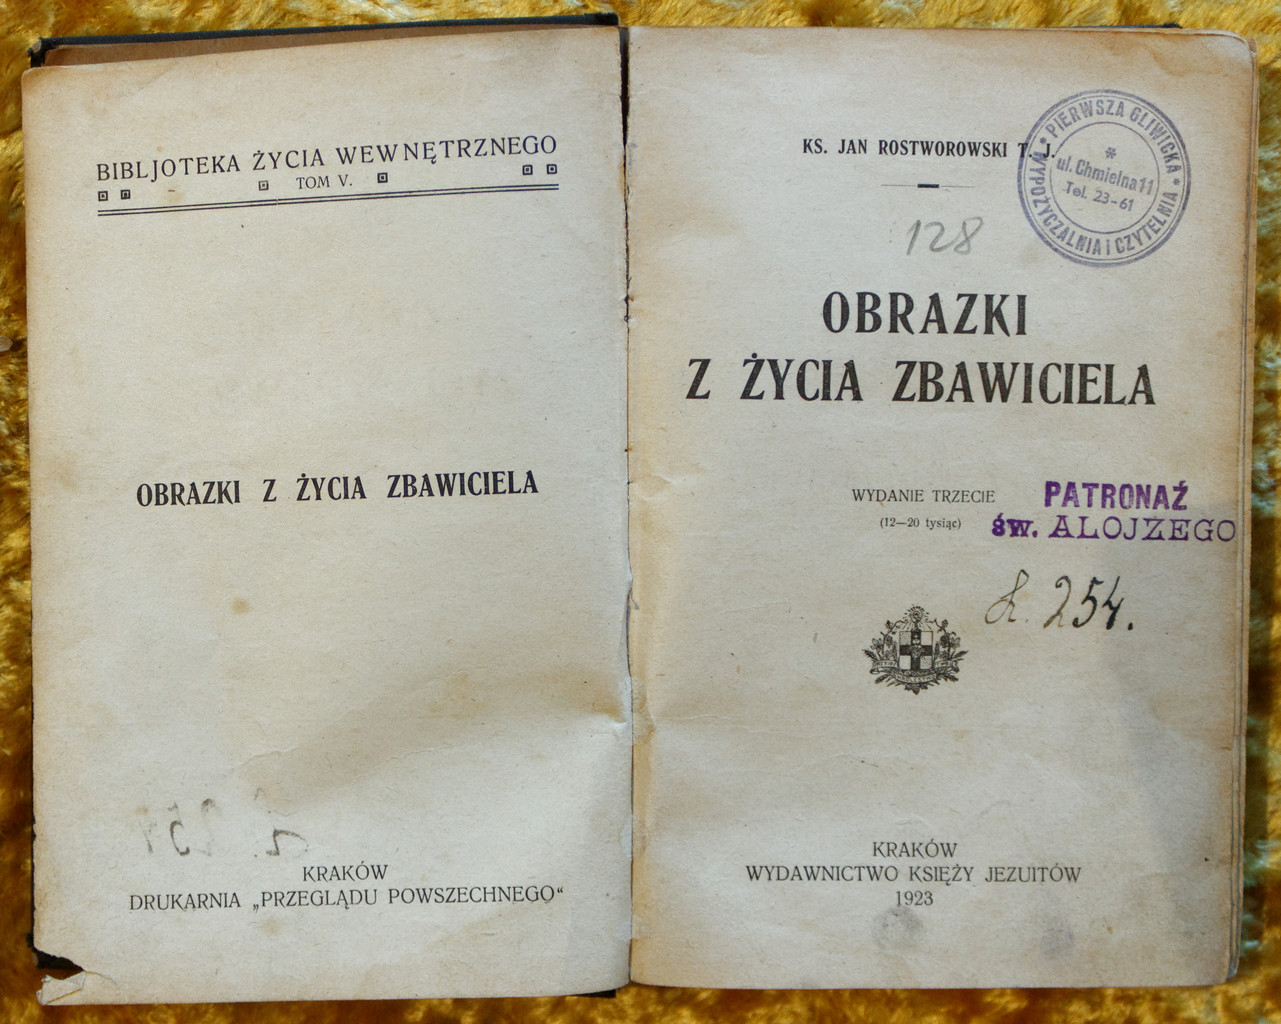 BIBLJOTEKA ŻYCIA WEWNĘTRZNEGO
TOM V.
OBRAZKI Z ŻYCIA ZBAWICIELA
KRAKÓW
DRUKARNIA „PRZEGLĄDU POWSZECHNEGO“
KS. JAN ROSTWOROWSKI T. J.
* PIERWSZA GLIWICKA *
WYPOŻYCZALNIA i CZYTELNIA
*
ul. Chmielna 11
Tel. 23-61
128
OBRAZKI
Z ŻYCIA ZBAWICIELA
WYDANIE TRZECIE
(12—20 tysiąc)
PATRONAŹ
św. ALOJZEGO
254.
KRAKÓW
WYDAWNICTWO KSIĘŻY JEZUITÓW
1923